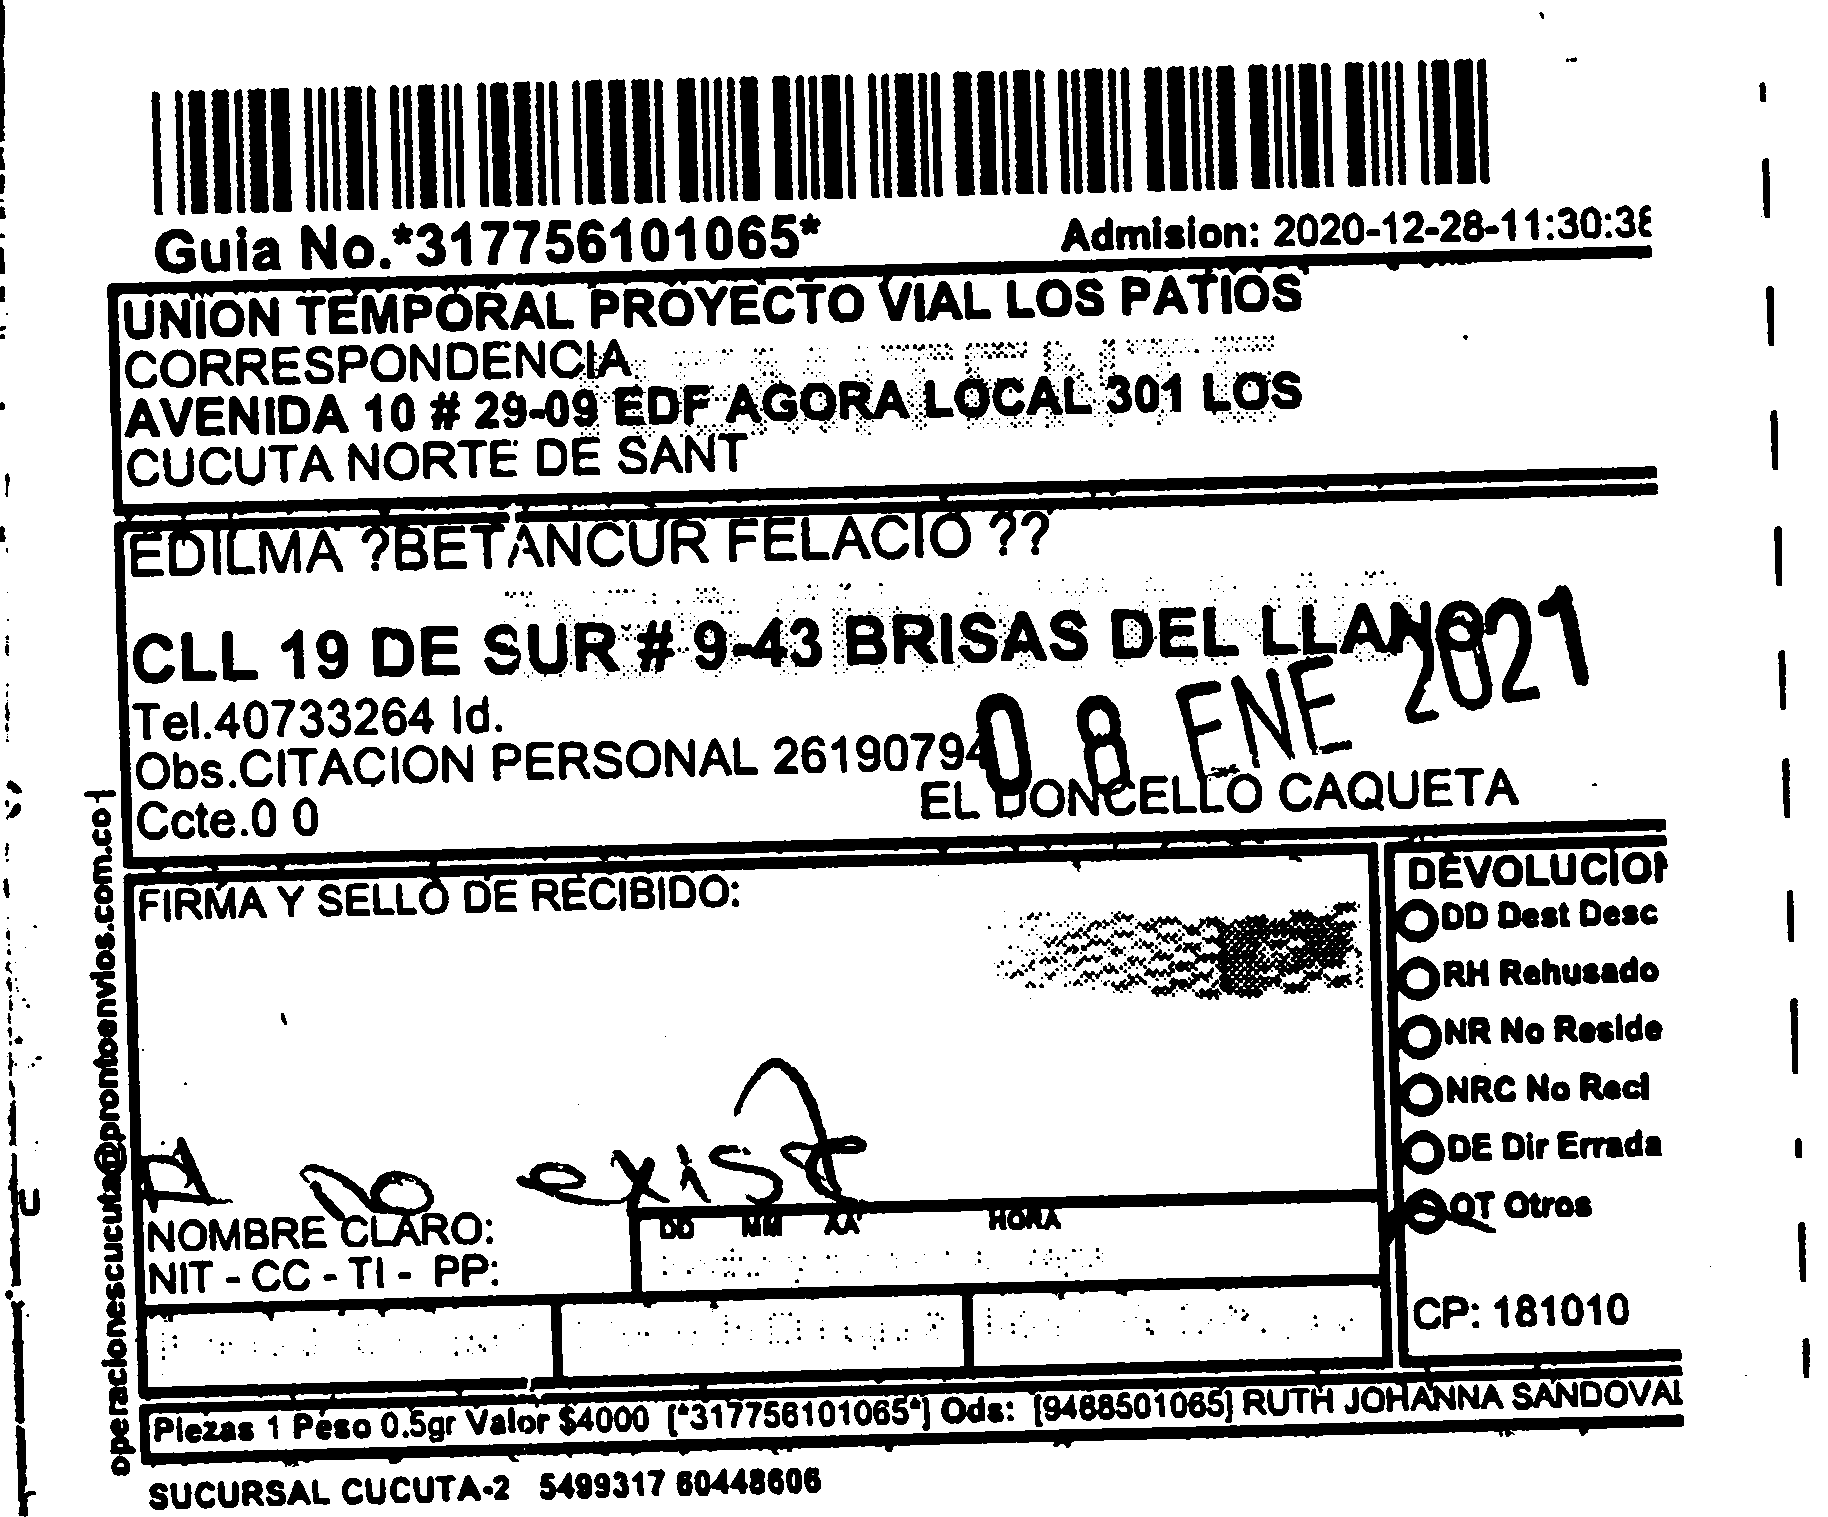 Guia No.*317756101065*
Admision: 2020-12-28-11:30:38
UNION TEMPORAL PROYECTO VIAL LOS PATIOS
CORRESPONDENCIA
AVENIDA 10 # 29-09 EDF AGORA LOCAL 301 LOS
CUCUTA NORTE DE SANT
EDILMA ?BETANCUR FELACIO ??
CLL 19 DE SUR # 9-43 BRISAS DEL LLANO
08 ENE 2021
Tel.40733264 Id.
Obs.CITACION PERSONAL 26190794
EL DONCELLO CAQUETA
Ccte.0 0
operacionescucuta@prontoenvios.com.co
FIRMA Y SELLO DE RECIBIDO:
no exist
NOMBRE CLARO:
NIT - CC - TI - PP:
DD MM AA HORA
DEVOLUCION
DD Dest Desc
RH Rehusado
NR No Reside
NRC No Recl
DE Dir Errada
OT Otros
CP: 181010
Piezas 1 Peso 0.5gr Valor $4000 [*317756101065*] Ods: [9488501065] RUTH JOHANNA SANDOVAL
SUCURSAL CUCUTA-2 5499317 60448606